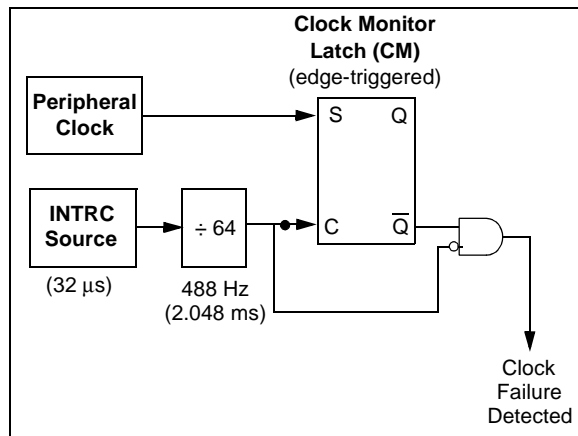 Clock Monitor
Latch (CM)
(edge-triggered)
Peripheral
Clock
S Q
INTRC
Source
(32 μs)
÷ 64
488 Hz
(2.048 ms)
C Q̅
Clock
Failure
Detected